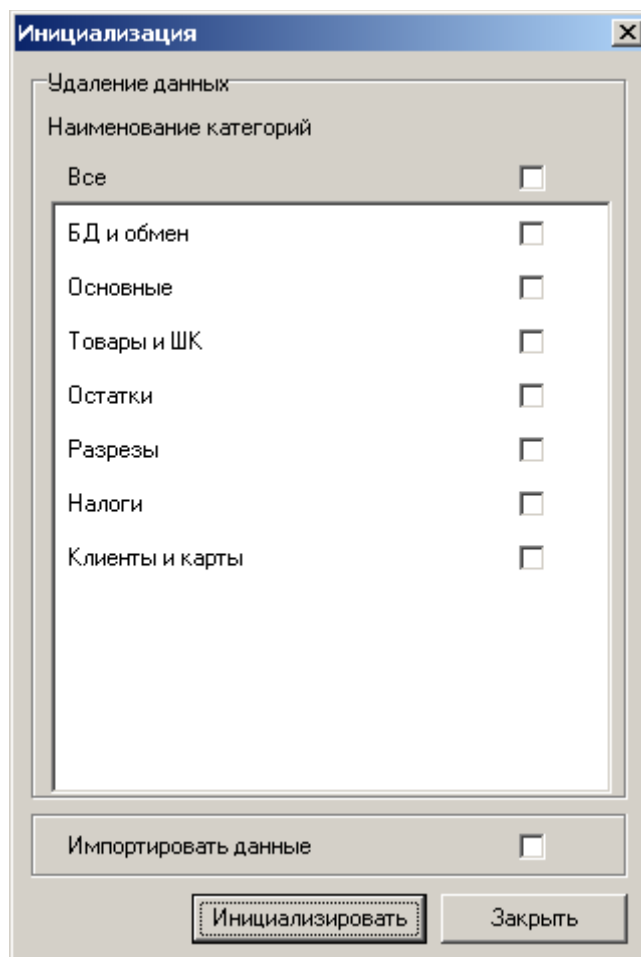 Инициализация
Удаление данных
Наименование категорий
Все
БД и обмен
Основные
Товары и ШК
Остатки
Разрезы
Налоги
Клиенты и карты
Импортировать данные
Инициализировать Закрыть